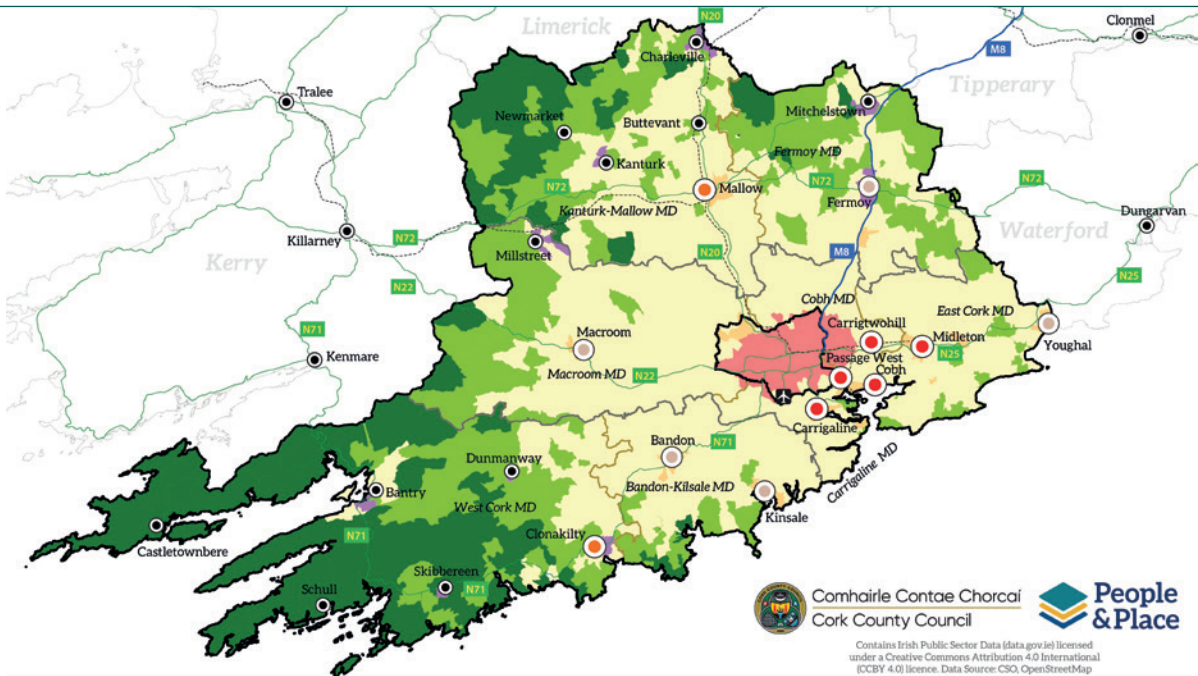 Limerick
N20
Clonmel
Charleville
M8
Tipperary
Tralee
Mitchelstown
Newmarket
Buttevant
Fermoy MD
Kanturk
N72
Mallow
N72
N72
Kanturk-Mallow MD
Fermoy
Dungarvan
Killarney
N72
Millstreet
Waterford
Kerry
N20
M8
N22
N25
Cobh MD
East Cork MD
Carrigtwohill
N71
Macroom
Midleton
Youghal
Kenmare
Passage West
N25
Macroom MD
N22
Cobh
Carrigaline
Bandon
N71
Dunmanway
Bandon-Kilsale MD
Carrigaline MD
Bantry
West Cork MD
Kinsale
Castletownbere
N71
Clonakilty
Skibbereen
Schull
N71
Comhairle Contae Chorcaí
Cork County Council
People
&Place
Contains Irish Public Sector Data (data.gov.ie) licensed
under a Creative Commons Attribution 4.0 International
(CCBY 4.0) licence. Data Source: CSO, OpenStreetMap